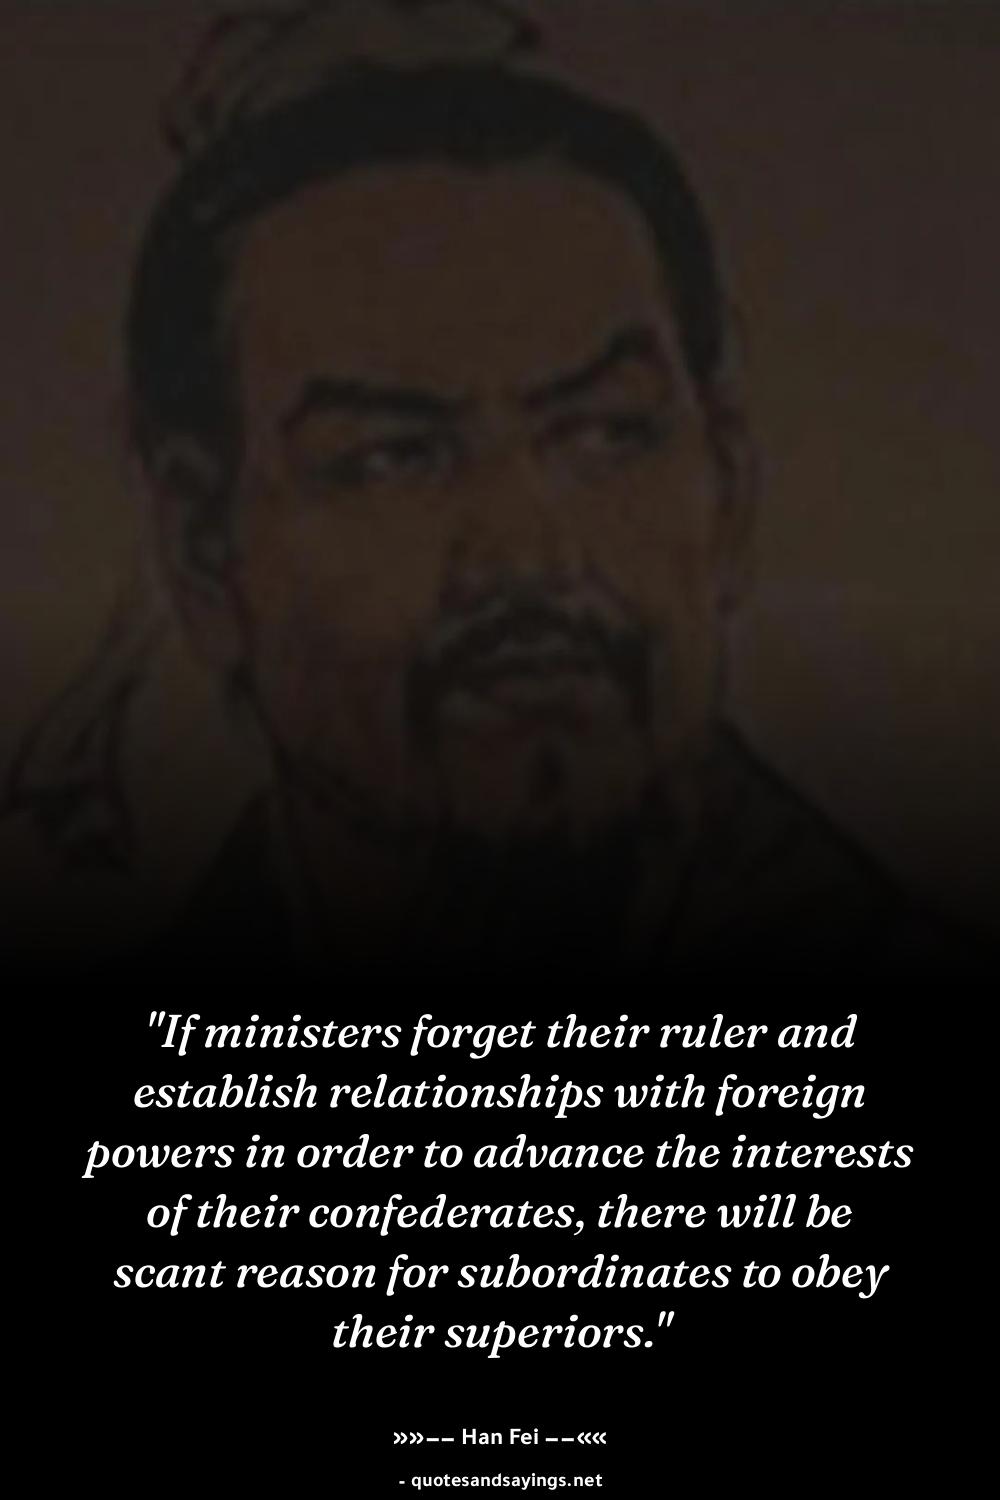 "If ministers forget their ruler and
establish relationships with foreign
powers in order to advance the interests
of their confederates, there will be
scant reason for subordinates to obey
their superiors."
»»−− Han Fei −−««
- quotesandsayings.net